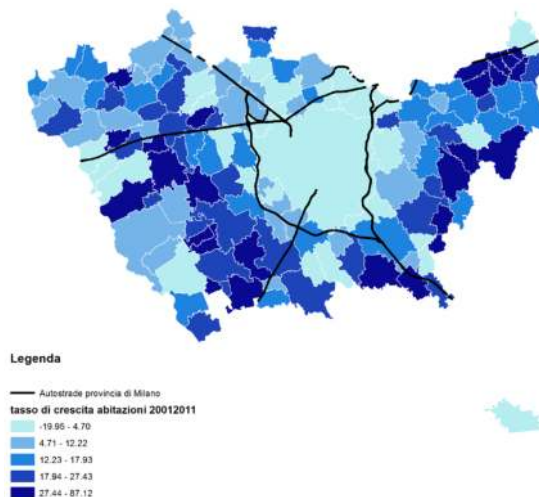 Legenda
Autostrade provincia di Milano
tasso di crescita abitazioni 20012011
-19.95 - 4.70
4.71 - 12.22
12.23 - 17.93
17.94 - 27.43
27.44 - 87.12